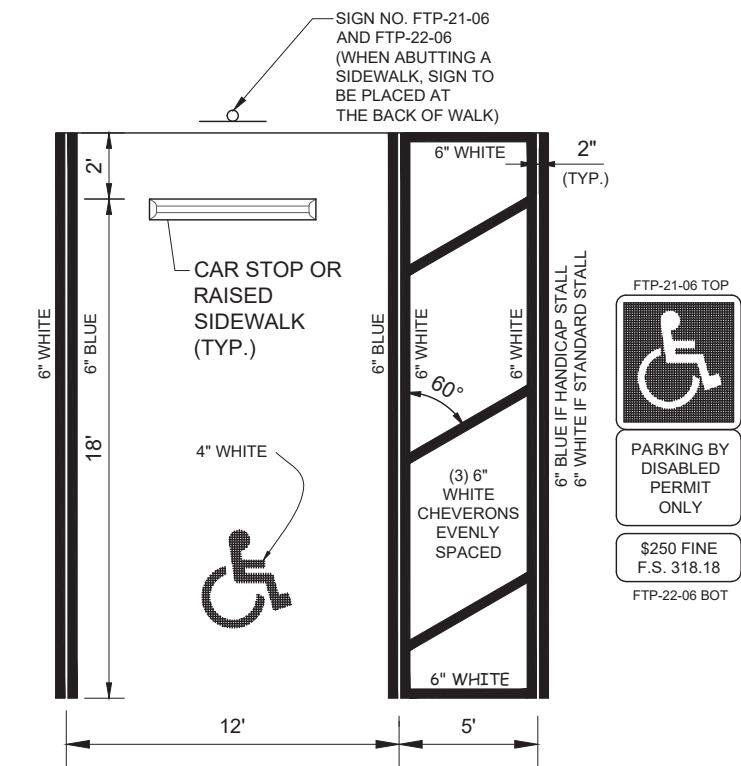 SIGN NO. FTP-21-06
AND FTP-22-06
(WHEN ABUTTING A
SIDEWALK, SIGN TO
BE PLACED AT
THE BACK OF WALK)
2'
6" WHITE
2"
(TYP.)
CAR STOP OR
RAISED
SIDEWALK
(TYP.)
6" WHITE
6" BLUE
18'
6" BLUE
6" WHITE
60°
6" WHITE
6" BLUE IF HANDICAP STALL
6" WHITE IF STANDARD STALL
4" WHITE
(3) 6"
WHITE
CHEVERONS
EVENLY
SPACED
6" WHITE
12'
5'
FTP-21-06 TOP
PARKING BY
DISABLED
PERMIT
ONLY
$250 FINE
F.S. 318.18
FTP-22-06 BOT